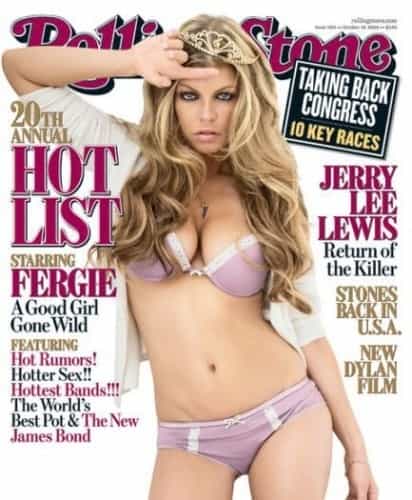 rollingstone.com
Rolling Stone
TAKING BACK
CONGRESS
10 KEY RACES
20TH
ANNUAL
HOT
LIST
STARRING
FERGIE
A Good Girl
Gone Wild
FEATURING
Hot Rumors!
Hotter Sex!!
Hottest Bands!!!
The World's
Best Pot & The New
James Bond
JERRY
LEE
LEWIS
Return of
the Killer
STONES
BACK IN
U.S.A.
NEW
DYLAN
FILM